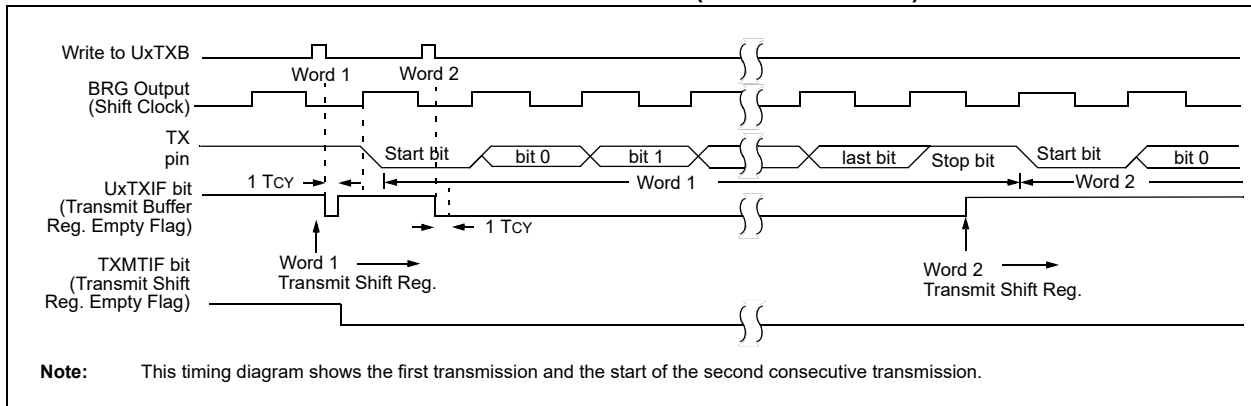 Write to UxTXB
Word 1
Word 2
BRG Output
(Shift Clock)
TX
pin
Start bit
bit 0
bit 1
last bit
Stop bit
Start bit
bit 0
1 TCY
Word 1
Word 2
UxTXIF bit
(Transmit Buffer
Reg. Empty Flag)
1 TCY
TXMTIF bit
(Transmit Shift
Reg. Empty Flag)
Word 1
Transmit Shift Reg.
Word 2
Transmit Shift Reg.
Note: This timing diagram shows the first transmission and the start of the second consecutive transmission.